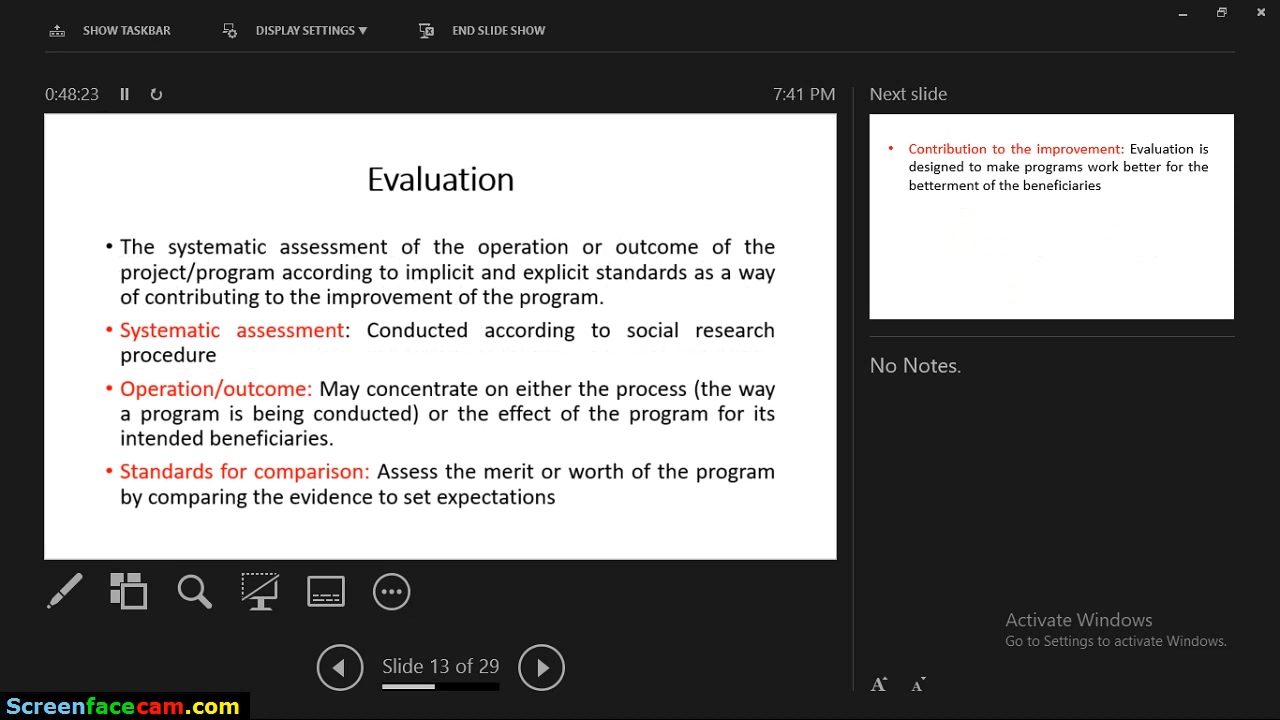 SHOW TASKBAR
DISPLAY SETTINGS ▼
END SLIDE SHOW
0:48:23
7:41 PM
Evaluation
• The systematic assessment of the operation or outcome of the
project/program according to implicit and explicit standards as a way
of contributing to the improvement of the program.
• Systematic assessment: Conducted according to social research
procedure
• Operation/outcome: May concentrate on either the process (the way
a program is being conducted) or the effect of the program for its
intended beneficiaries.
• Standards for comparison: Assess the merit or worth of the program
by comparing the evidence to set expectations
Slide 13 of 29
Next slide
• Contribution to the improvement: Evaluation is
designed to make programs work better for the
betterment of the beneficiaries
No Notes.
Activate Windows
Go to Settings to activate Windows.
A A
Screenfacecam.com